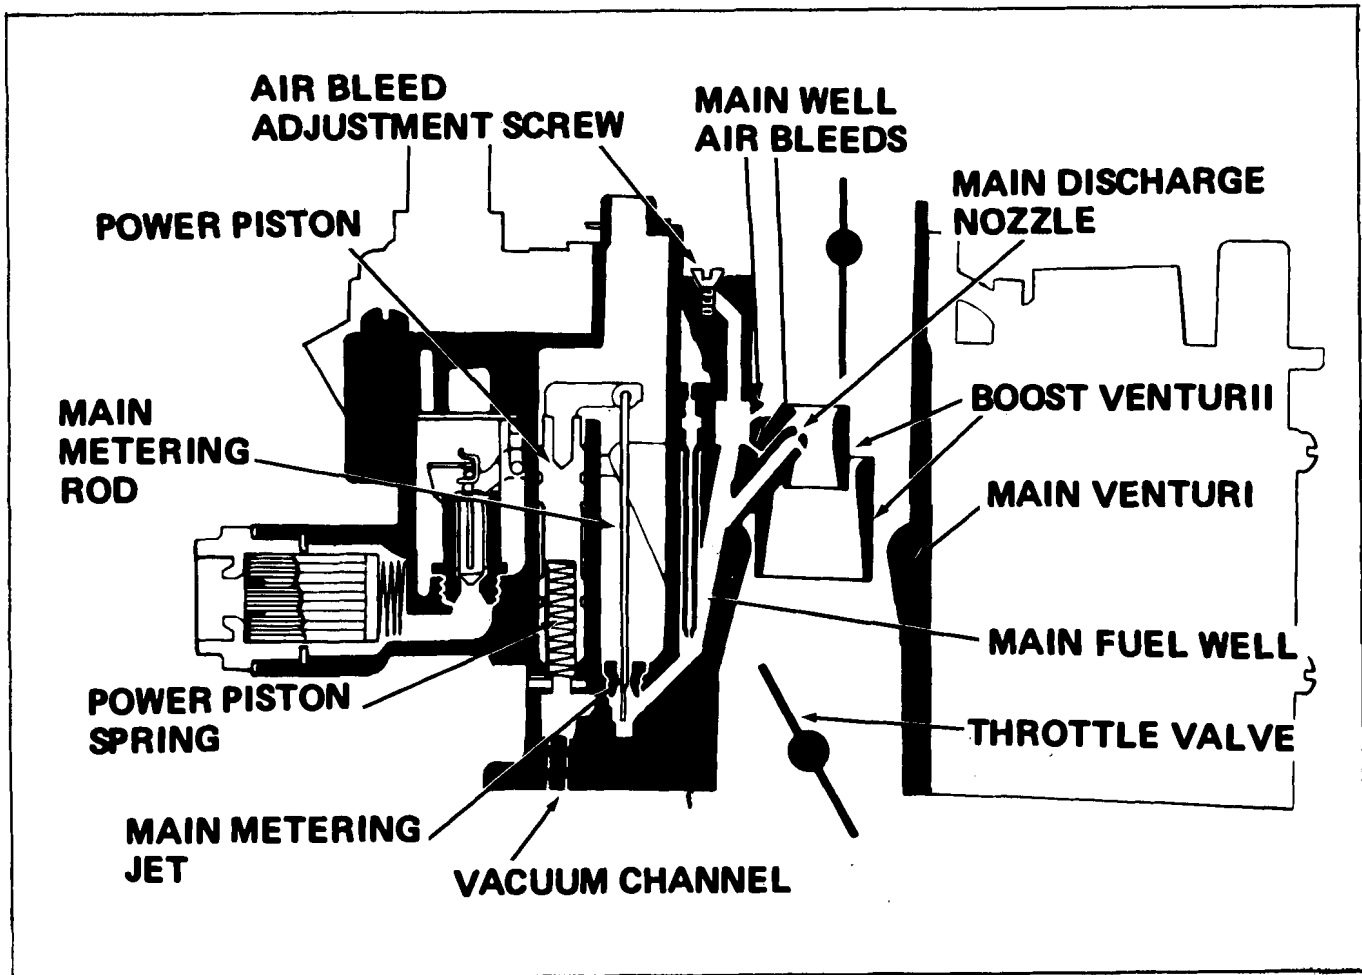 AIR BLEED
ADJUSTMENT SCREW
MAIN WELL
AIR BLEEDS
MAIN DISCHARGE
NOZZLE
POWER PISTON
MAIN
METERING
ROD
BOOST VENTURII
MAIN VENTURI
MAIN FUEL WELL
POWER PISTON
SPRING
THROTTLE VALVE
MAIN METERING
JET
VACUUM CHANNEL